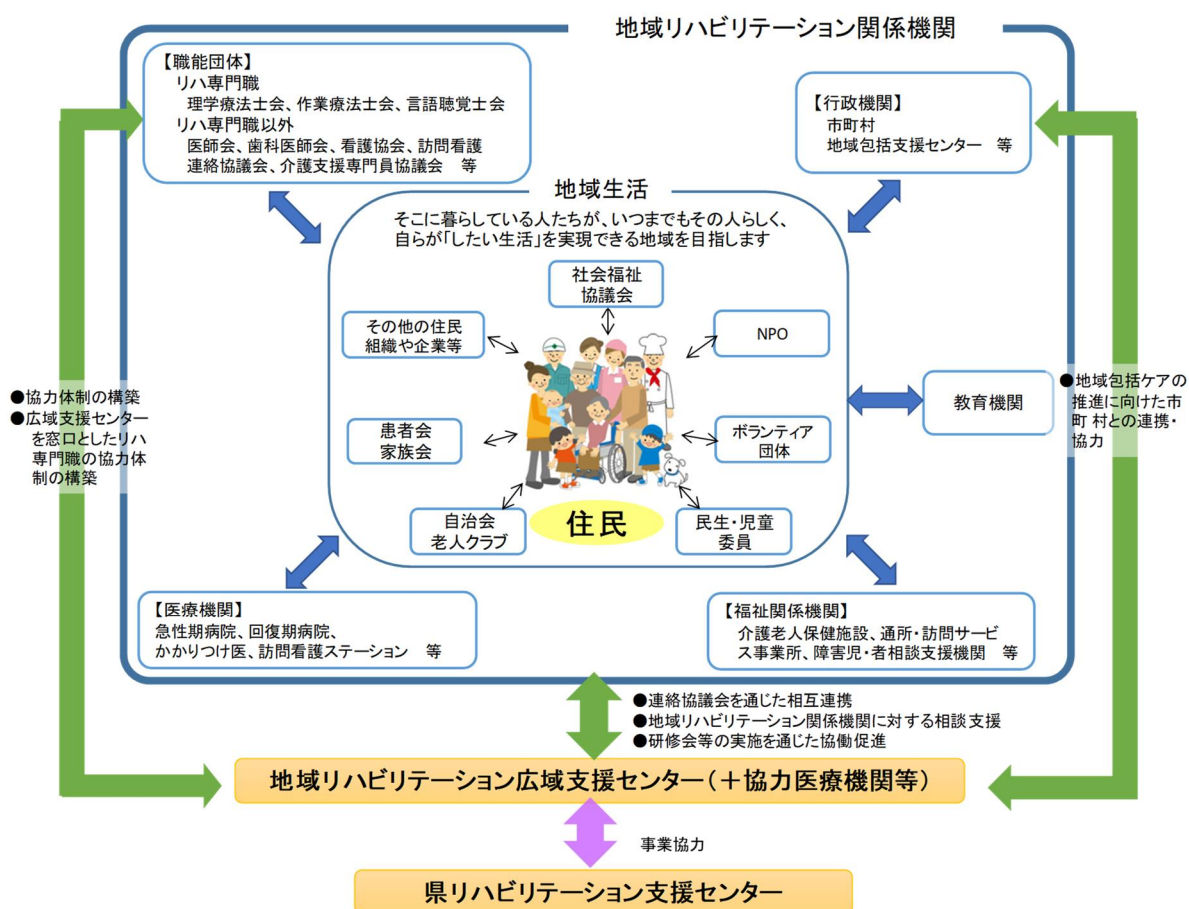 地域リハビリテーション関係機関
【職能団体】
リハ専門職
理学療法士会、作業療法士会、言語聴覚士会
リハ専門職以外
医師会、歯科医師会、看護協会、訪問看護
連絡協議会、介護支援専門員協議会　等
【行政機関】
市町村
地域包括支援センター　等
地域生活
そこに暮らしている人たちが、いつまでもその人らしく、
自らが「したい生活」を実現できる地域を目指します
社会福祉
協議会
その他の住民
組織や企業等
NPO
患者会
家族会
ボランティア
団体
自治会
老人クラブ
民生・児童
委員
住民
教育機関
●協力体制の構築
●広域支援センター
を窓口としたリハ
専門職の協力体
制の構築
●地域包括ケアの
推進に向けた市
町 村との連携・
協力
【医療機関】
急性期病院、回復期病院、
かかりつけ医、訪問看護ステーション　等
【福祉関係機関】
介護老人保健施設、通所・訪問サービ
ス事業所、障害児・者相談支援機関　等
●連絡協議会を通じた相互連携
●地域リハビリテーション関係機関に対する相談支援
●研修会等の実施を通じた協働促進
地域リハビリテーション広域支援センター（＋協力医療機関等）
事業協力
県リハビリテーション支援センター